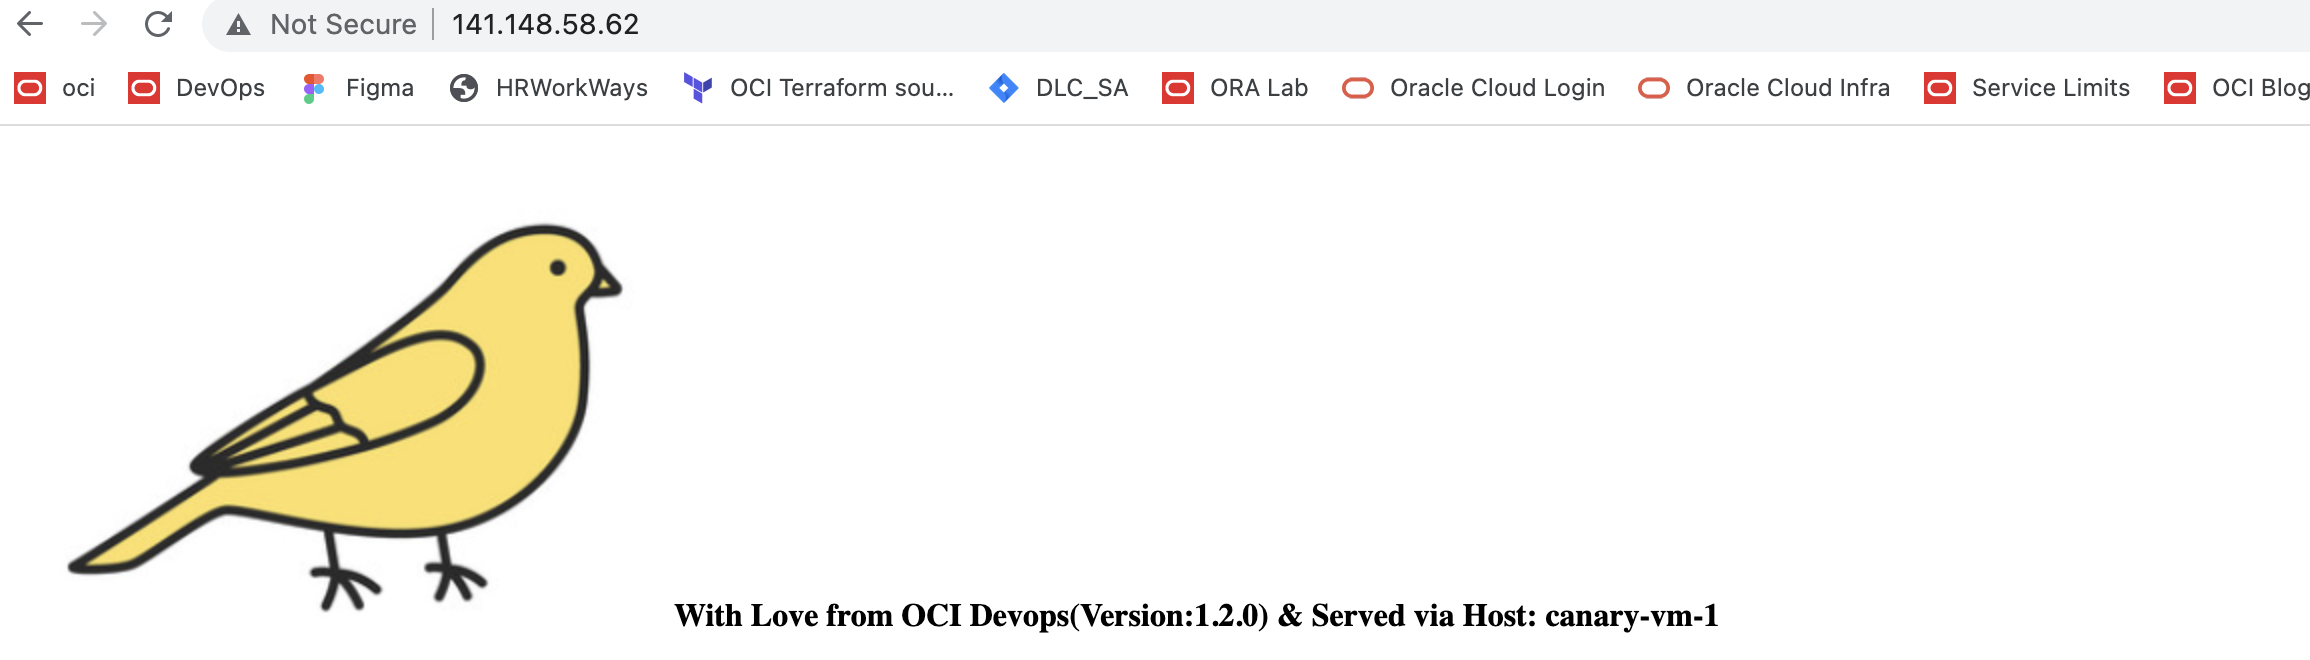 Not Secure 141.148.58.62
oci DevOps Figma HRWorkWays OCI Terraform sou... DLC_SA ORA Lab Oracle Cloud Login Oracle Cloud Infra Service Limits OCI Blog
With Love from OCI Devops(Version:1.2.0) & Served via Host: canary-vm-1